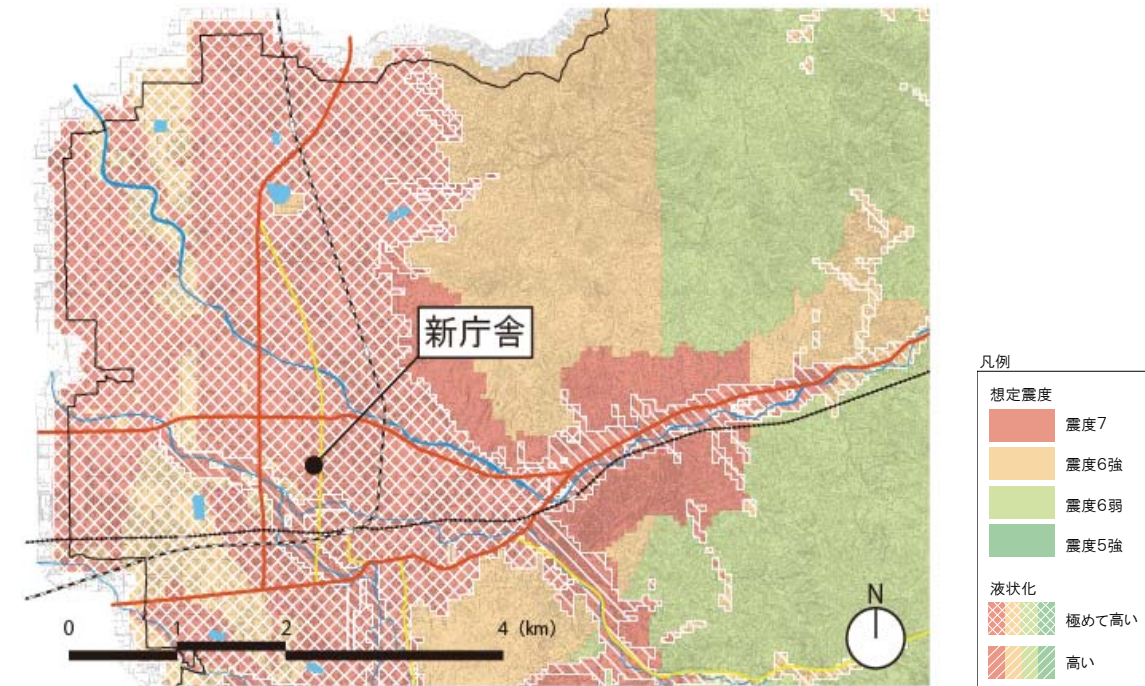 新庁舎
N
0 1 2 4 (km)
凡例
想定震度
震度7
震度6強
震度6弱
震度5強
液状化
極めて高い
高い